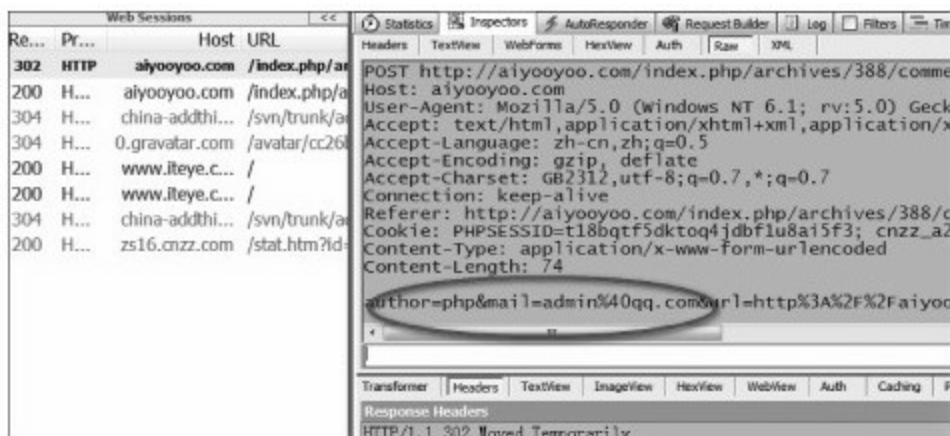 Web Sessions <<
Re... Pr... Host URL
302 HTTP aiyooyoo.com /index.php/ar
200 H... aiyooyoo.com /index.php/a
304 H... china-addthi... /svn/trunk/ad
304 H... 0.gravatar.com /avatar/cc26b
200 H... www.iteye.c... /
200 H... www.iteye.c... /
304 H... china-addthi... /svn/trunk/ad
200 H... zs16.cnzz.com /stat.htm?id=
Statistics Inspectors AutoResponder Request Builder Log Filters
Headers TextView WebForms HexView Auth Raw XML
POST http://aiyooyoo.com/index.php/archives/388/comme
Host: aiyooyoo.com
User-Agent: Mozilla/5.0 (Windows NT 6.1; rv:5.0) Geck
Accept: text/html,application/xhtml+xml,application/x
Accept-Language: zh-cn,zh;q=0.5
Accept-Encoding: gzip, deflate
Accept-Charset: GB2312,utf-8;q=0.7,*;q=0.7
Connection: keep-alive
Referer: http://aiyooyoo.com/index.php/archives/388/c
Cookie: PHPSESSID=t18bqtf5dktoq4jdbf1u8ai5f3; cnzz_a2
Content-Type: application/x-www-form-urlencoded
Content-Length: 74
author=php&mail=admin%40qq.com&url=http%3A%2F%2Faiyoo
Transformer Headers TextView ImageView HexView WebView Auth Caching
Response Headers
HTTP/1.1 302 Moved Temporarily